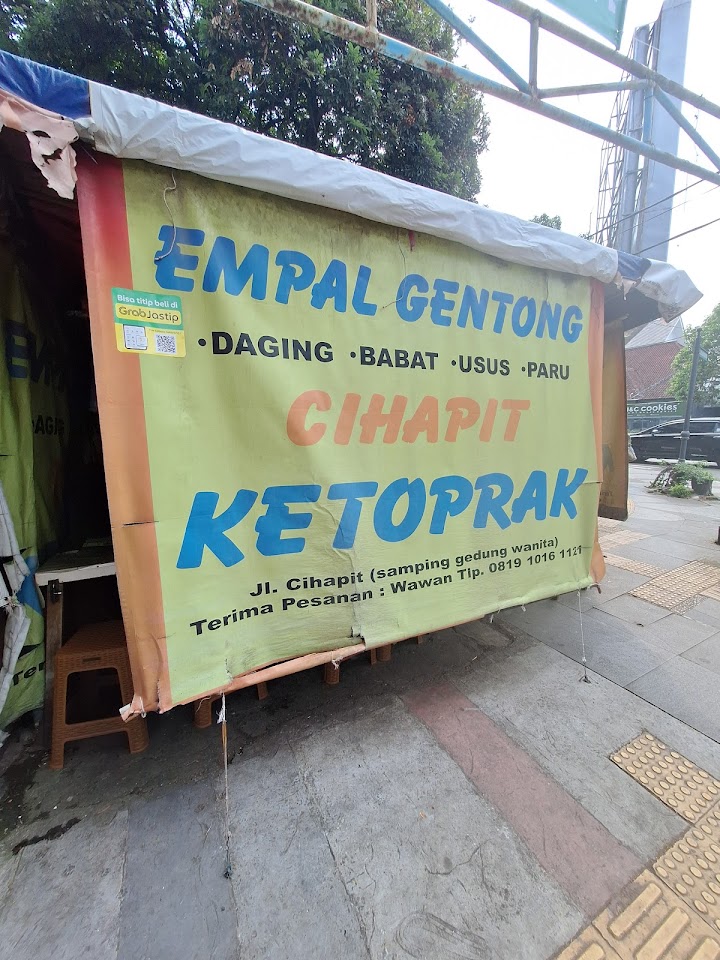 EMPAL GENTONG
Bisa titip beli di
GrabJastip
•DAGING •BABAT •USUS •PARU
CIHAPIT
KETOPRAK
Jl. Cihapit (samping gedung wanita)
Terima Pesanan : Wawan Tlp. 0819 1016 1121
cookies